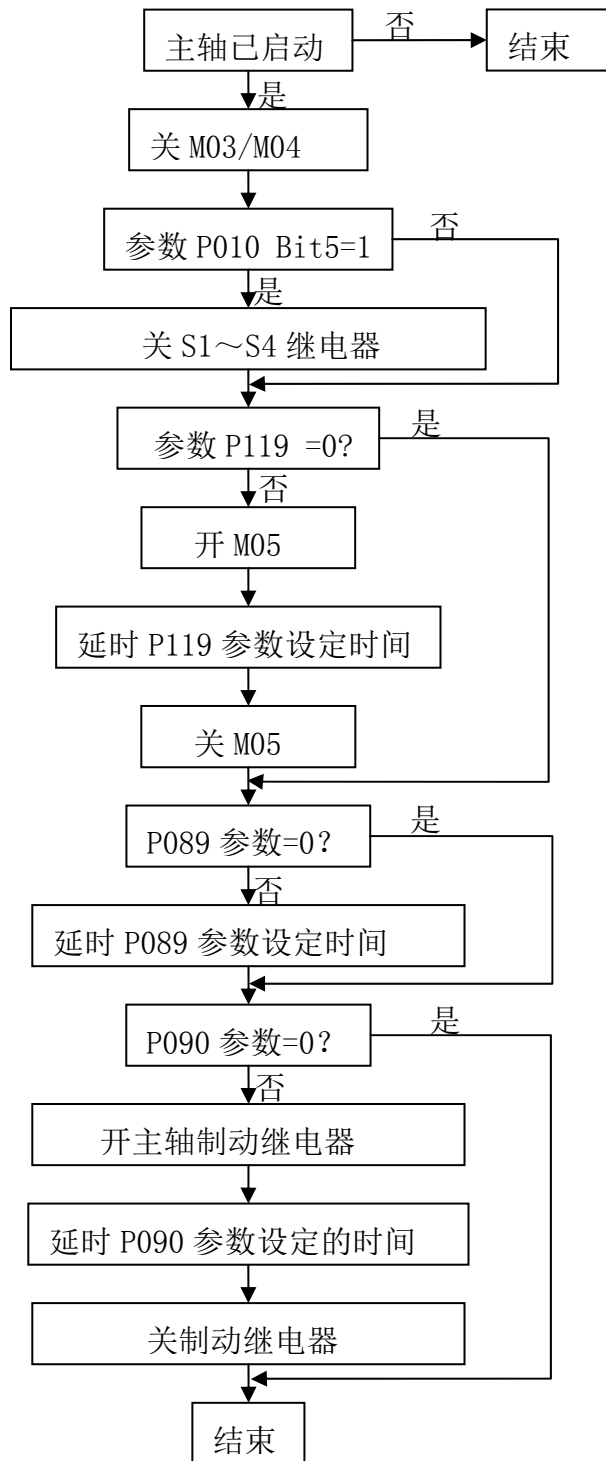 主轴已启动
否
结束
是
关 M03/M04
参数 P010 Bit5=1
否
是
关 S1～S4 继电器
参数 P119 =0?
是
否
开 M05
延时 P119 参数设定时间
关 M05
P089 参数=0?
是
否
延时 P089 参数设定时间
P090 参数=0?
是
否
开主轴制动继电器
延时 P090 参数设定的时间
关制动继电器
结束